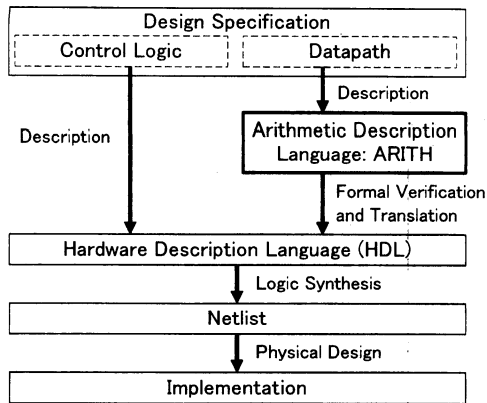 Design Specification
Control Logic
Datapath
Description
Description
Arithmetic Description
Language: ARITH
Formal Verification
and Translation
Hardware Description Language (HDL)
Logic Synthesis
Netlist
Physical Design
Implementation